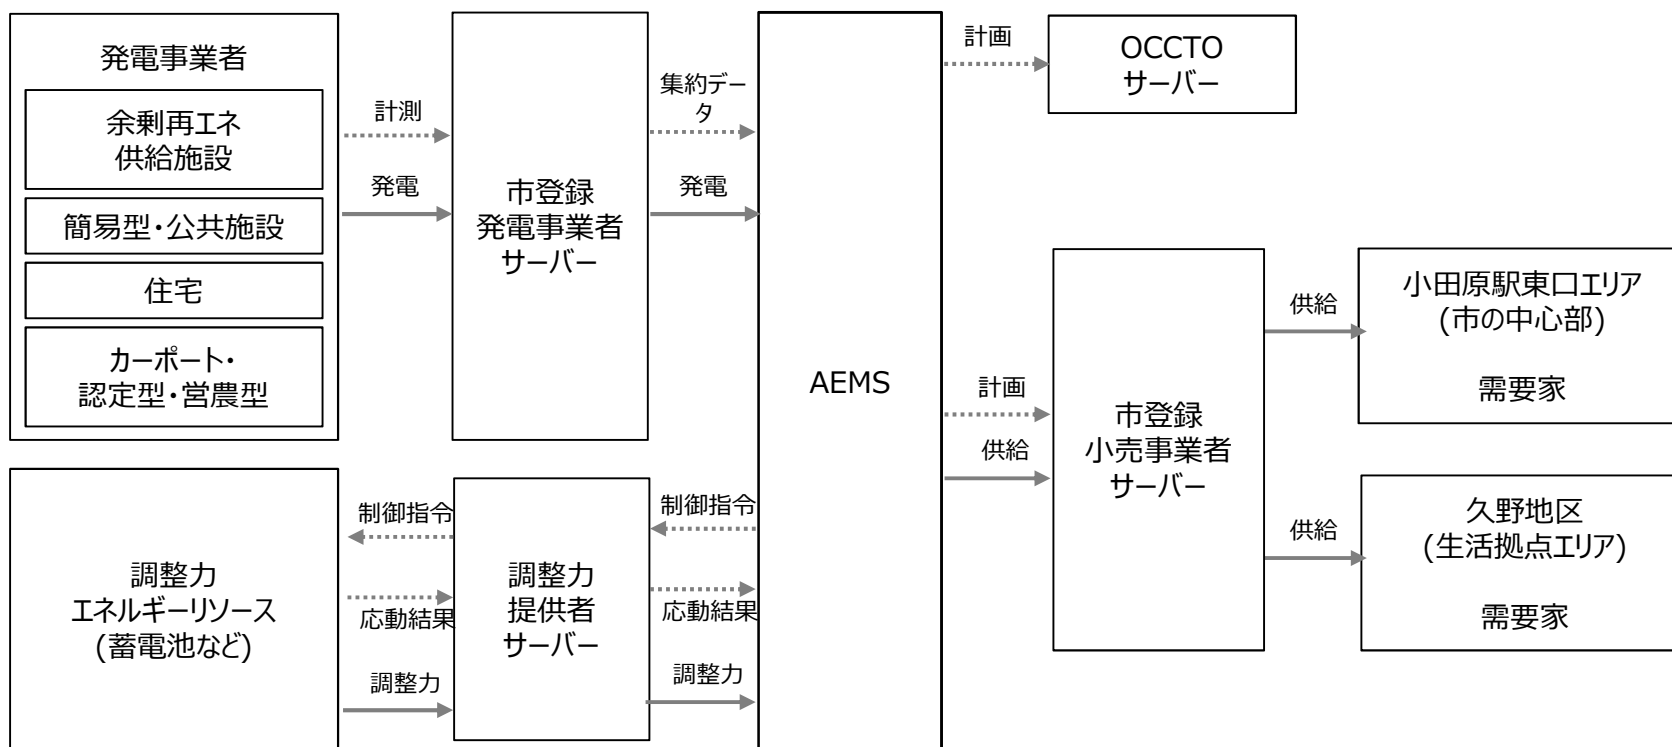 発電事業者
余剰再エネ
供給施設
簡易型・公共施設
住宅
カーポート・
認定型・営農型
計測
発電
市登録
発電事業者
サーバー
集約デー
タ
発電
調整力
エネルギーリソース
(蓄電池など)
制御指令
応動結果
調整力
調整力
提供者
サーバー
制御指令
応動結果
調整力
AEMS
計画
OCCTO
サーバー
計画
供給
市登録
小売事業者
サーバー
供給
小田原駅東口エリア
(市の中心部)
需要家
供給
久野地区
(生活拠点エリア)
需要家